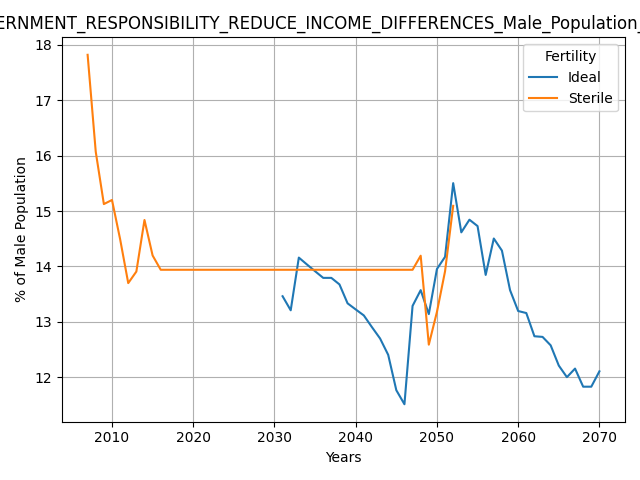 ERNMENT_RESPONSIBILITY_REDUCE_INCOME_DIFFERENCES_Male_Population_
18
17
16
15
14
13
12
% of Male Population
Fertility
Ideal
Sterile
2010 2020 2030 2040 2050 2060 2070
Years